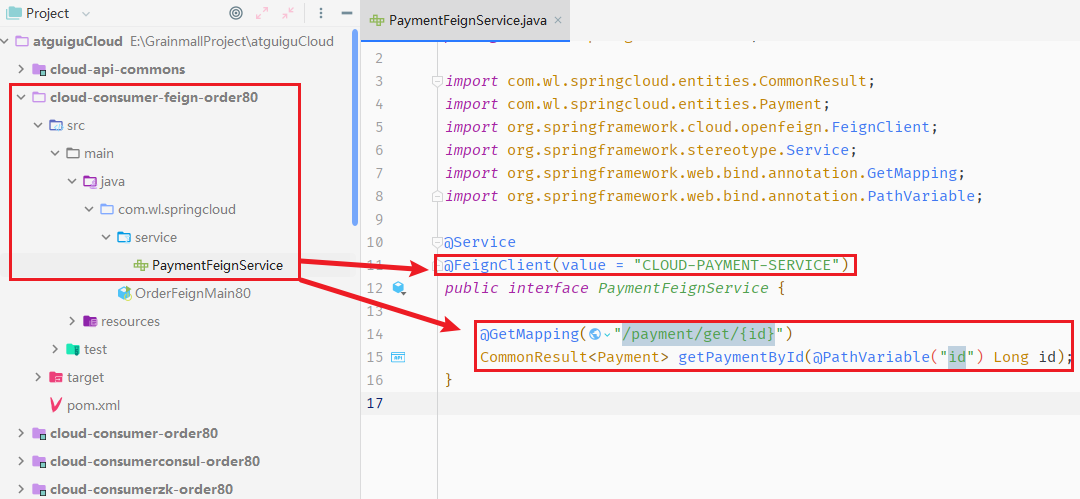 Project
atguiguCloud E:\GrainmallProject\atguiguCloud
cloud-api-commons
cloud-consumer-feign-order80
src
main
java
com.wl.springcloud
service
PaymentFeignService
OrderFeignMain80
resources
test
target
pom.xml
cloud-consumer-order80
cloud-consumerconsul-order80
cloud-consumerzk-order80
PaymentFeignService.java
2
3 import com.wl.springcloud.entities.CommonResult;
4 import com.wl.springcloud.entities.Payment;
5 import org.springframework.cloud.openfeign.FeignClient;
6 import org.springframework.stereotype.Service;
7 import org.springframework.web.bind.annotation.GetMapping;
8 import org.springframework.web.bind.annotation.PathVariable;
9
10 @Service
11 @FeignClient(value = "CLOUD-PAYMENT-SERVICE")
12 public interface PaymentFeignService {
14 @GetMapping("/payment/get/{id}")
15 CommonResult<Payment> getPaymentById(@PathVariable("id") Long id);
16 }
17